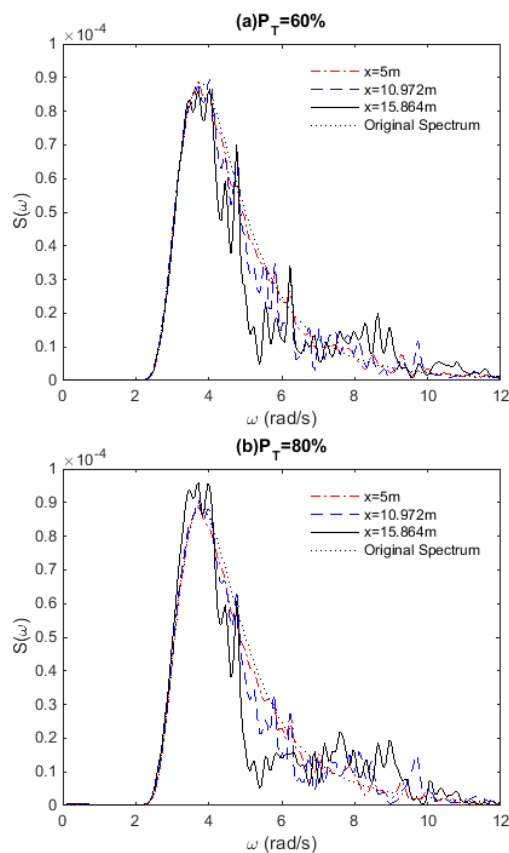 (a)P_T=60%
×10^-4
1
0.9
0.8
0.7
0.6
0.5
0.4
0.3
0.2
0.1
0
S(ω)
x=5m
x=10.972m
x=15.864m
Original Spectrum
0 2 4 6 8 10 12
ω (rad/s)
(b)P_T=80%
×10^-4
1
0.9
0.8
0.7
0.6
0.5
0.4
0.3
0.2
0.1
0
S(ω)
x=5m
x=10.972m
x=15.864m
Original Spectrum
0 2 4 6 8 10 12
ω (rad/s)